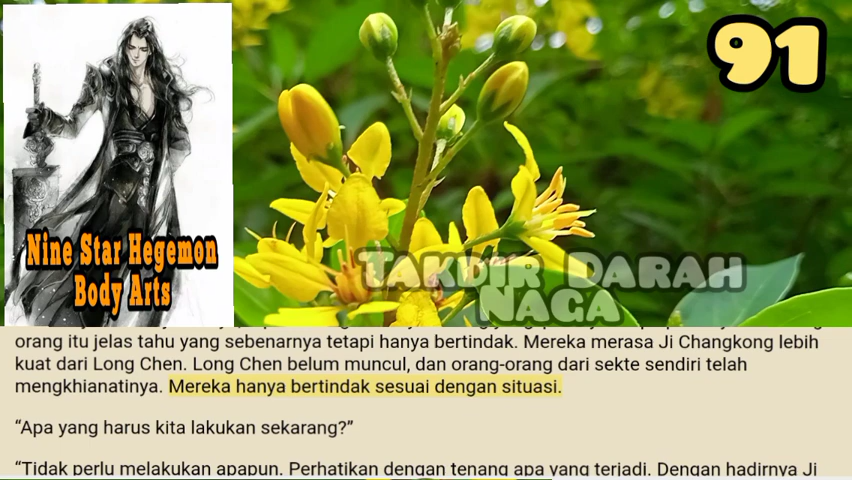 91
Nine Star Hegemon
Body Arts
TAKDIR DARAH
NAGA
orang itu jelas tahu yang sebenarnya tetapi hanya bertindak. Mereka merasa Ji Changkong lebih
kuat dari Long Chen. Long Chen belum muncul, dan orang-orang dari sekte sendiri telah
mengkhianatinya. Mereka hanya bertindak sesuai dengan situasi.
“Apa yang harus kita lakukan sekarang?”
“Tidak perlu melakukan apapun. Perhatikan dengan tenang apa yang terjadi. Dengan hadirnya Ji